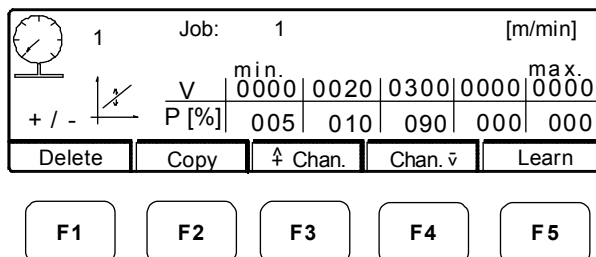 1 Job: 1 [m/min]
min. max.
V 0000 0020 0300 0000 0000
+ / - P [%] 005 010 090 000 000
Delete Copy ⍏ Chan. Chan. v̄ Learn
F1 F2 F3 F4 F5